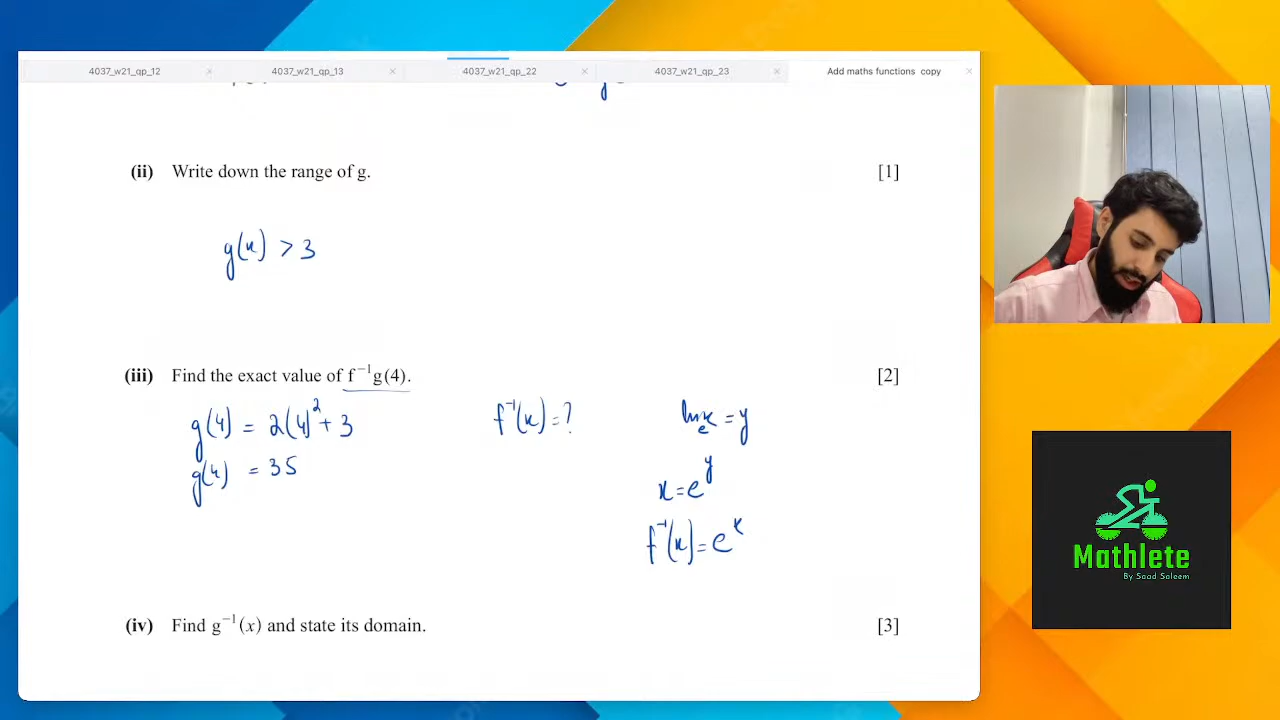 4037_w21_qp_12 × 4037_w21_qp_13 × 4037_w21_qp_22 × 4037_w21_qp_23 × Add maths functions copy ×
(ii) Write down the range of g. [1]
g(x) > 3
(iii) Find the exact value of f⁻¹g(4). [2]
g(4) = 2(4)² + 3
g(4) = 35
f⁻¹(x) = ?
lnₑx = y
x = e^y
f⁻¹(x) = e^x
(iv) Find g⁻¹(x) and state its domain. [3]
Mathlete
By Saad Saleem